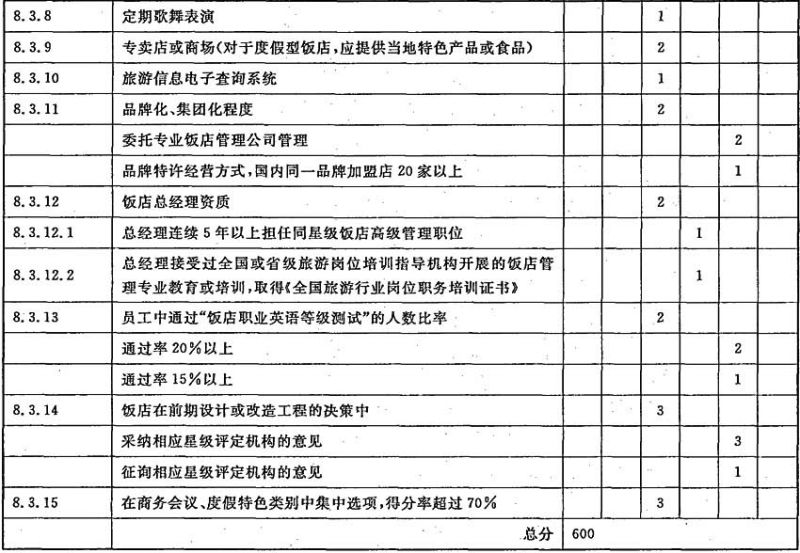 8.3.8 定期歌舞表演 1
8.3.9 专卖店或商场(对于度假型饭店,应提供当地特色产品或食品) 2
8.3.10 旅游信息电子查询系统 1
8.3.11 品牌化、集团化程度 2
委托专业饭店管理公司管理 2
品牌特许经营方式,国内同一品牌加盟店 20 家以上 1
8.3.12 饭店总经理资质 2
8.3.12.1 总经理连续 5 年以上担任同星级饭店高级管理职位 1
8.3.12.2 总经理接受过全国或省级旅游岗位培训指导机构开展的饭店管 1
理专业教育或培训,取得《全国旅游行业岗位职务培训证书》
8.3.13 员工中通过“饭店职业英语等级测试”的人数比率 2
通过率 20%以上 2
通过率 15%以上 1
8.3.14 饭店在前期设计或改造工程的决策中 3
采纳相应星级评定机构的意见 3
征询相应星级评定机构的意见 1
8.3.15 在商务会议、度假特色类别中集中选项,得分率超过 70% 3
总分 600